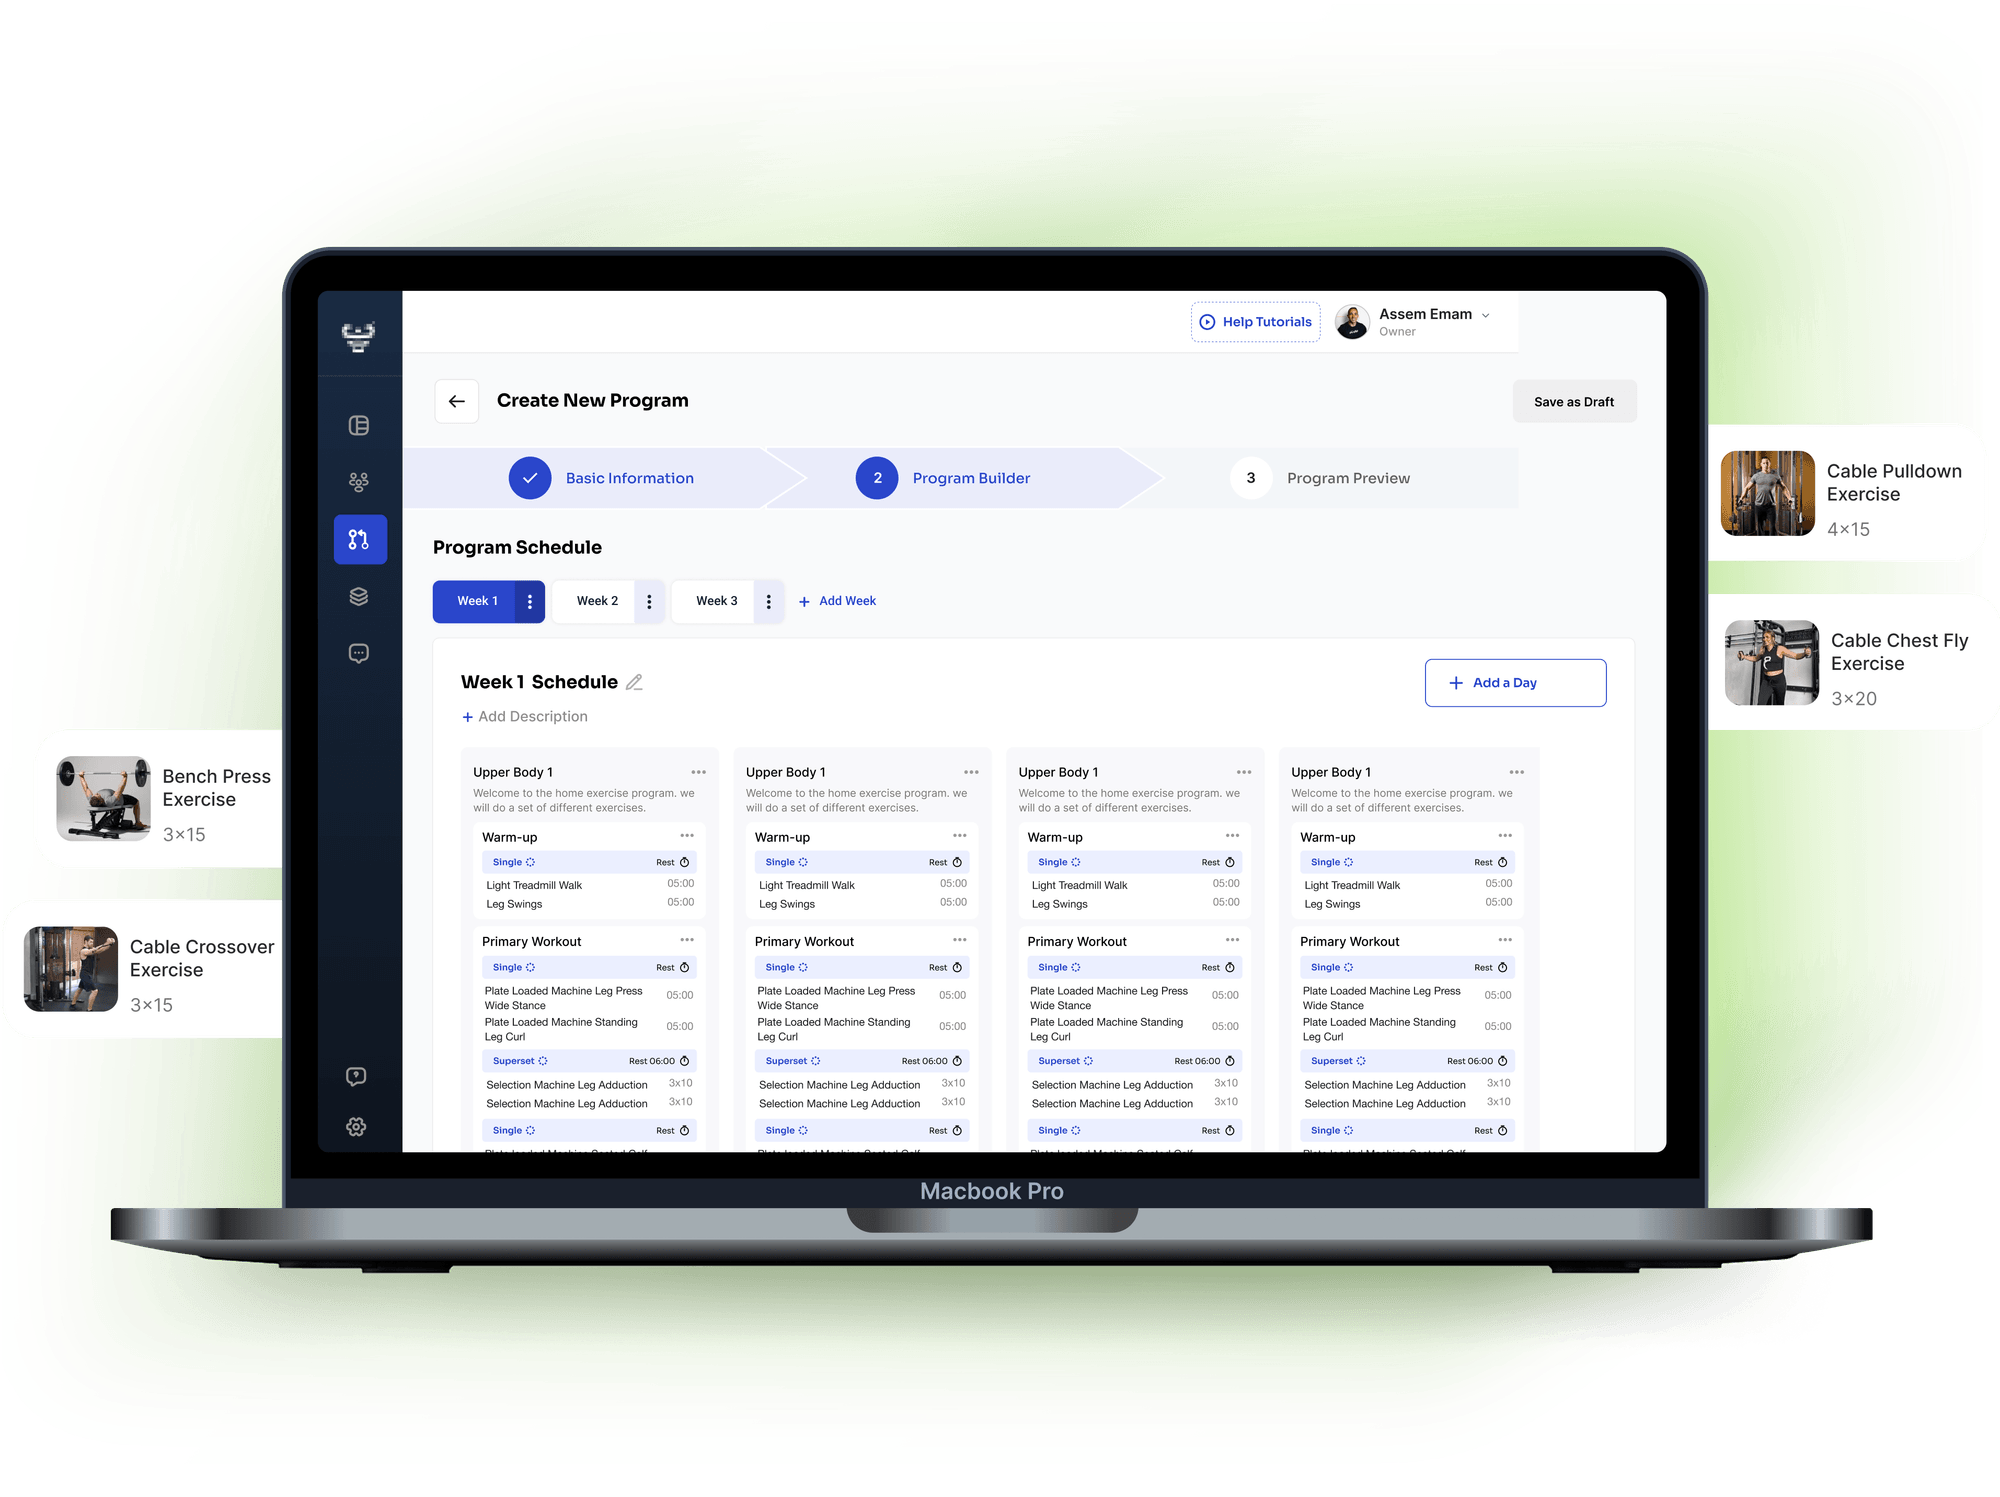 Help Tutorials
Assem Emam
Owner
Create New Program
Save as Draft
Basic Information
2
Program Builder
3
Program Preview
Program Schedule
Week 1
Week 2
Week 3
+ Add Week
Week 1 Schedule
+ Add a Day
+ Add Description
Upper Body 1
Welcome to the home exercise program. we
will do a set of different exercises.
Warm-up
Single
Rest
Light Treadmill Walk
05:00
Leg Swings
05:00
Primary Workout
Single
Rest
Plate Loaded Machine Leg Press
Wide Stance
05:00
Plate Loaded Machine Standing
Leg Curl
05:00
Superset
Rest 06:00
Selection Machine Leg Adduction
3x10
Selection Machine Leg Adduction
3x10
Single
Rest
Upper Body 1
Welcome to the home exercise program. we
will do a set of different exercises.
Warm-up
Single
Rest
Light Treadmill Walk
05:00
Leg Swings
05:00
Primary Workout
Single
Rest
Plate Loaded Machine Leg Press
Wide Stance
05:00
Plate Loaded Machine Standing
Leg Curl
05:00
Superset
Rest 06:00
Selection Machine Leg Adduction
3x10
Selection Machine Leg Adduction
3x10
Single
Rest
Upper Body 1
Welcome to the home exercise program. we
will do a set of different exercises.
Warm-up
Single
Rest
Light Treadmill Walk
05:00
Leg Swings
05:00
Primary Workout
Single
Rest
Plate Loaded Machine Leg Press
Wide Stance
05:00
Plate Loaded Machine Standing
Leg Curl
05:00
Superset
Rest 06:00
Selection Machine Leg Adduction
3x10
Selection Machine Leg Adduction
3x10
Single
Rest
Upper Body 1
Welcome to the home exercise program. we
will do a set of different exercises.
Warm-up
Single
Rest
Light Treadmill Walk
05:00
Leg Swings
05:00
Primary Workout
Single
Rest
Plate Loaded Machine Leg Press
Wide Stance
05:00
Plate Loaded Machine Standing
Leg Curl
05:00
Superset
Rest 06:00
Selection Machine Leg Adduction
3x10
Selection Machine Leg Adduction
3x10
Single
Rest
Macbook Pro
Bench Press
Exercise
3×15
Cable Crossover
Exercise
3×15
Cable Pulldown
Exercise
4×15
Cable Chest Fly
Exercise
3×20